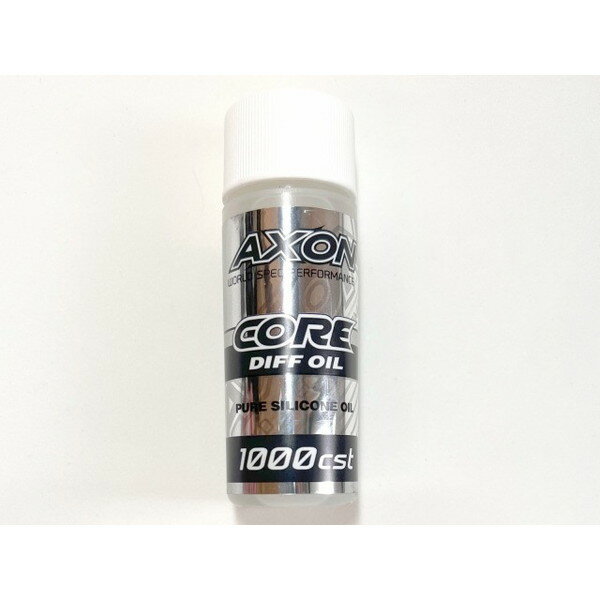 AXON
WORLD SPEC PERFORMANCE
CORE
DIFF OIL
PURE SILICONE OIL
1000cst